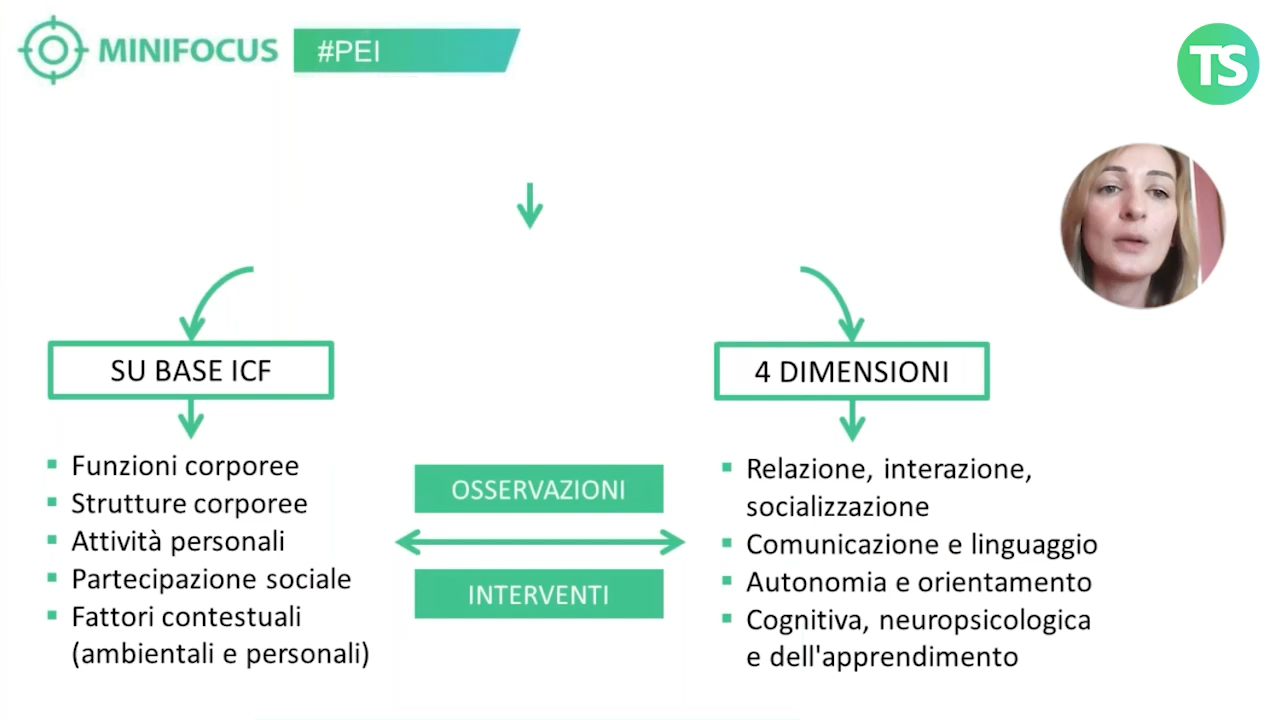 MINIFOCUS
#PEI
TS
SU BASE ICF
Funzioni corporee
Strutture corporee
Attività personali
Partecipazione sociale
Fattori contestuali
(ambientali e personali)
OSSERVAZIONI
INTERVENTI
4 DIMENSIONI
Relazione, interazione,
socializzazione
Comunicazione e linguaggio
Autonomia e orientamento
Cognitiva, neuropsicologica
e dell'apprendimento